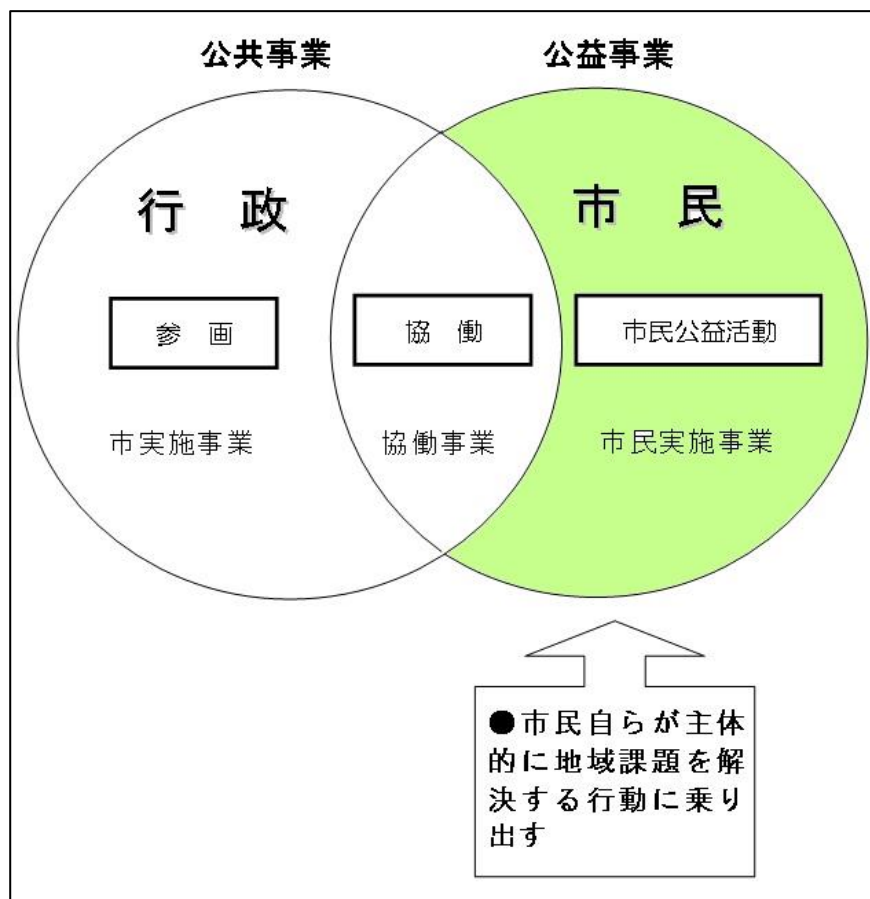 公共事業
公益事業
行 政
市 民
参 画
協 働
市民公益活動
市実施事業
協働事業
市民実施事業
●市民自らが主体
的に地域課題を解
決する行動に乗り
出す